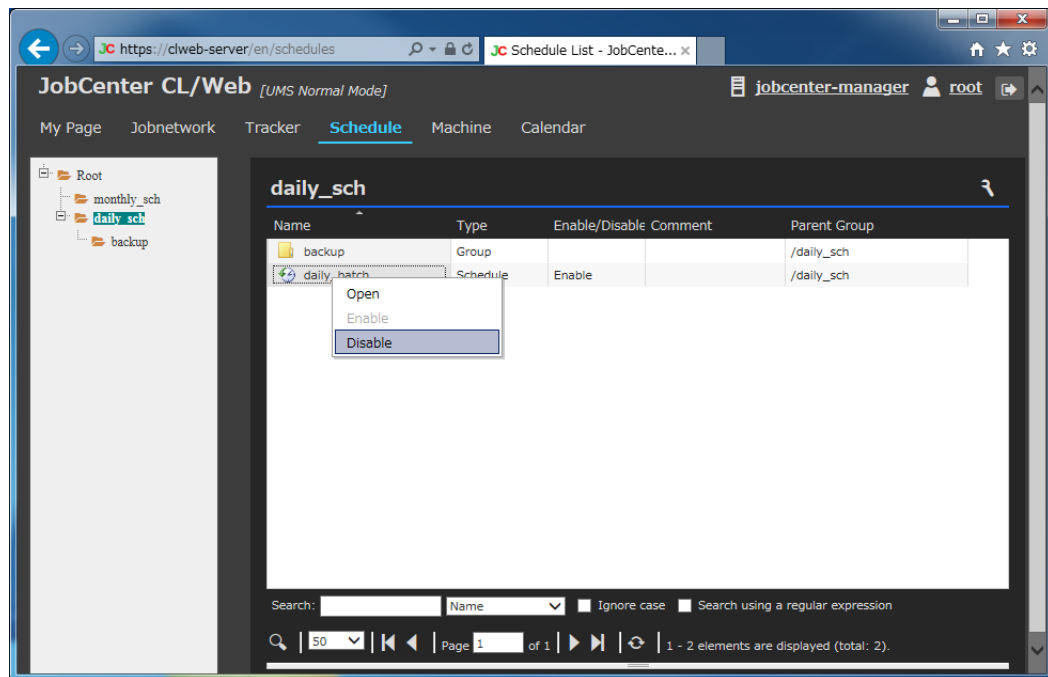 https://clweb-server/en/schedules
JC Schedule List - JobCente...
JobCenter CL/Web [UMS Normal Mode]
jobcenter-manager root
My Page Jobnetwork Tracker Schedule Machine Calendar
Root
monthly_sch
daily_sch
backup
daily_sch
Name Type Enable/Disable Comment Parent Group
backup Group /daily_sch
daily_batch Schedule Enable /daily_sch
Open
Enable
Disable
Search: Name Ignore case Search using a regular expression
50 Page 1 of 1 1 - 2 elements are displayed (total: 2).